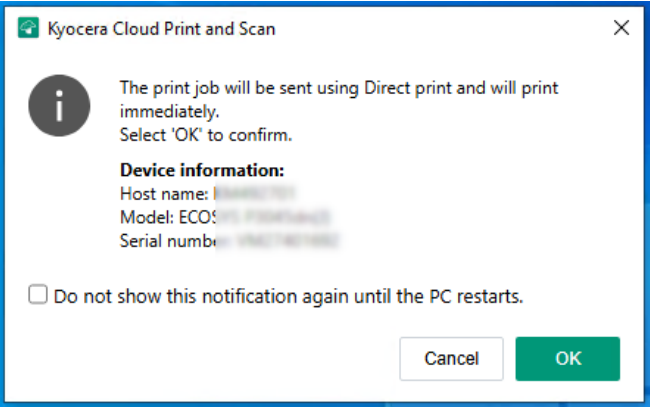 Kyocera Cloud Print and Scan
The print job will be sent using Direct print and will print
immediately.
Select 'OK' to confirm.
Device information:
Host name:
Model:
Serial number:
Do not show this notification again until the PC restarts.
Cancel
OK